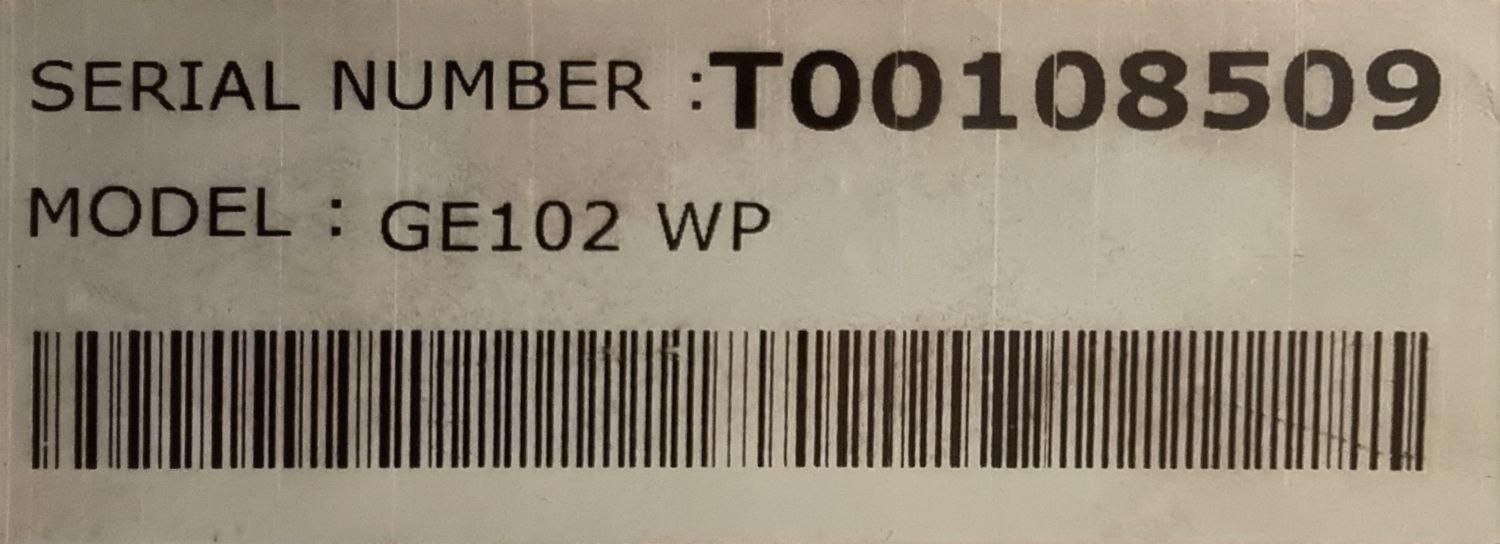 SERIAL NUMBER :T00108509
MODEL : GE102 WP